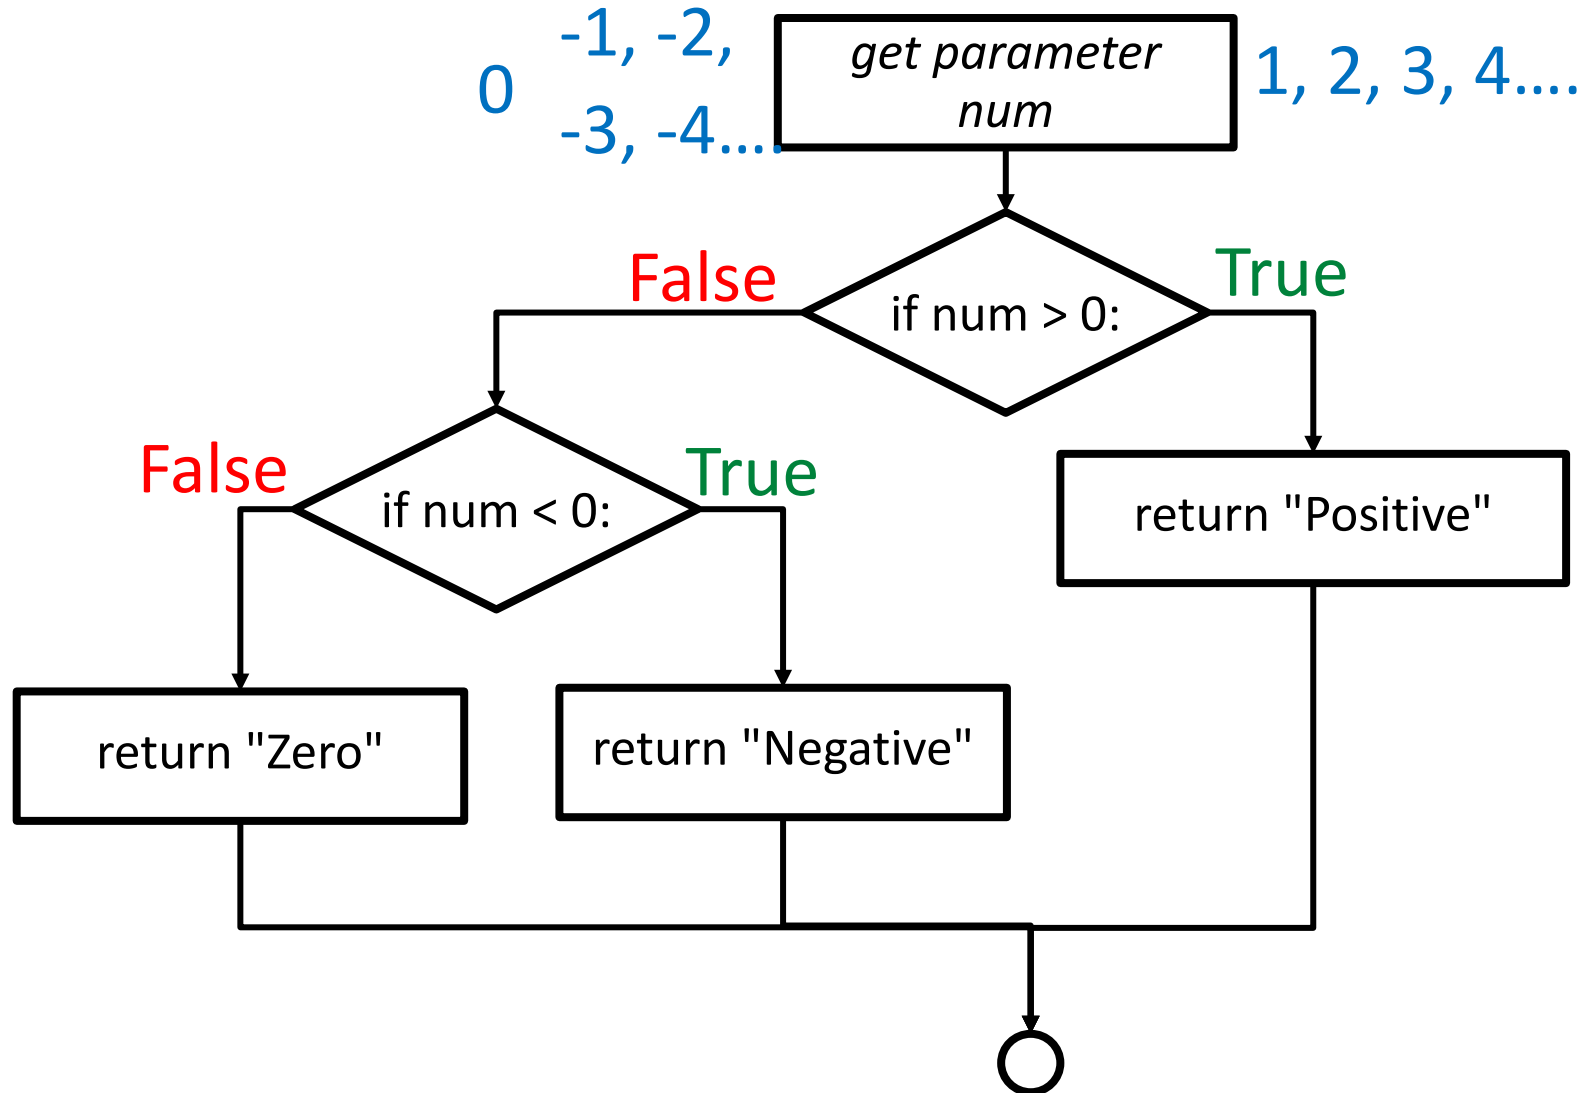 -1, -2,
0
-3, -4....
get parameter
num
1, 2, 3, 4....
False
True
if num > 0:
False
True
if num < 0:
return "Positive"
return "Zero"
return "Negative"